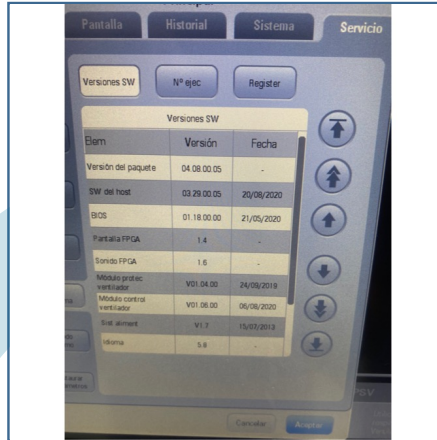 Pantalla Historial Sistema Servicio
Versiones SW Nº ejec Register
Versiones SW
Elem Versión Fecha
Versión del paquete 04.08.00.05 -
SW del host 03.29.00.05 20/08/2020
BIOS 01.18.00.00 21/05/2020
Pantalla FPGA 1.4 -
Sonido FPGA 1.6 -
Módulo protec
ventilador V01.04.00 24/09/2019
Módulo control
ventilador V01.06.00 06/08/2020
Sist aliment V1.7 15/07/2013
Idioma 5.8 -
Cancelar Aceptar
PSV